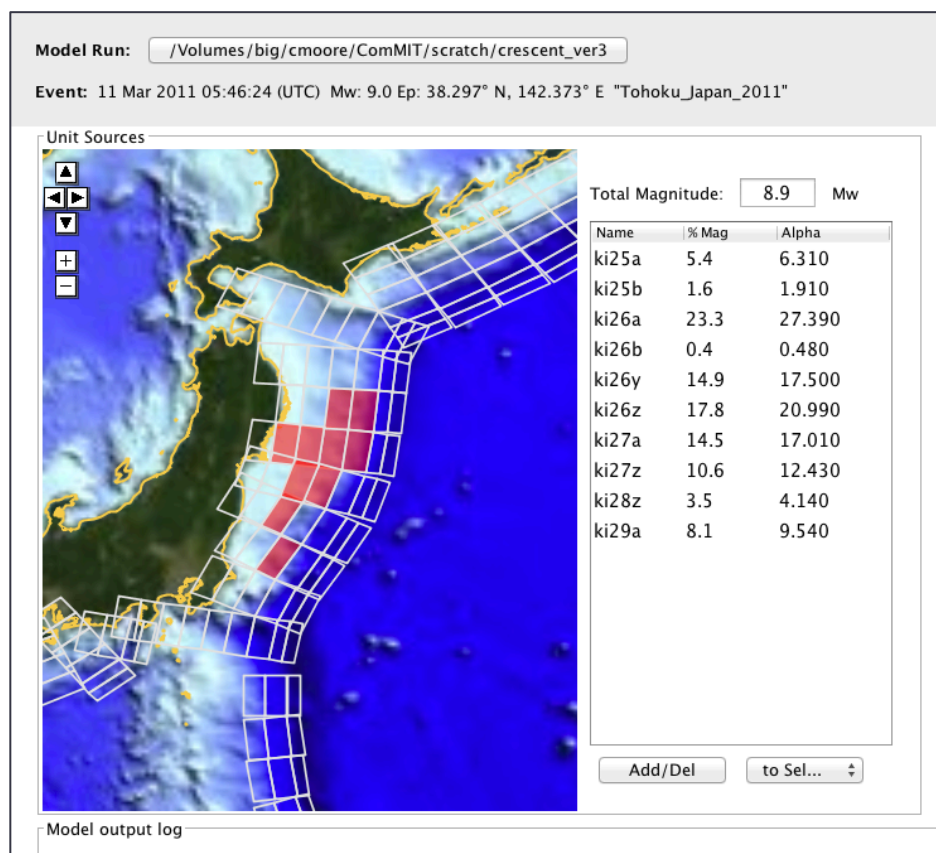 Model Run: /Volumes/big/cmoore/ComMIT/scratch/crescent_ver3
Event: 11 Mar 2011 05:46:24 (UTC) Mw: 9.0 Ep: 38.297° N, 142.373° E "Tohoku_Japan_2011"
Unit Sources
Total Magnitude: 8.9 Mw
Name % Mag Alpha
ki25a 5.4 6.310
ki25b 1.6 1.910
ki26a 23.3 27.390
ki26b 0.4 0.480
ki26y 14.9 17.500
ki26z 17.8 20.990
ki27a 14.5 17.010
ki27z 10.6 12.430
ki28z 3.5 4.140
ki29a 8.1 9.540
Add/Del to Sel...
Model output log